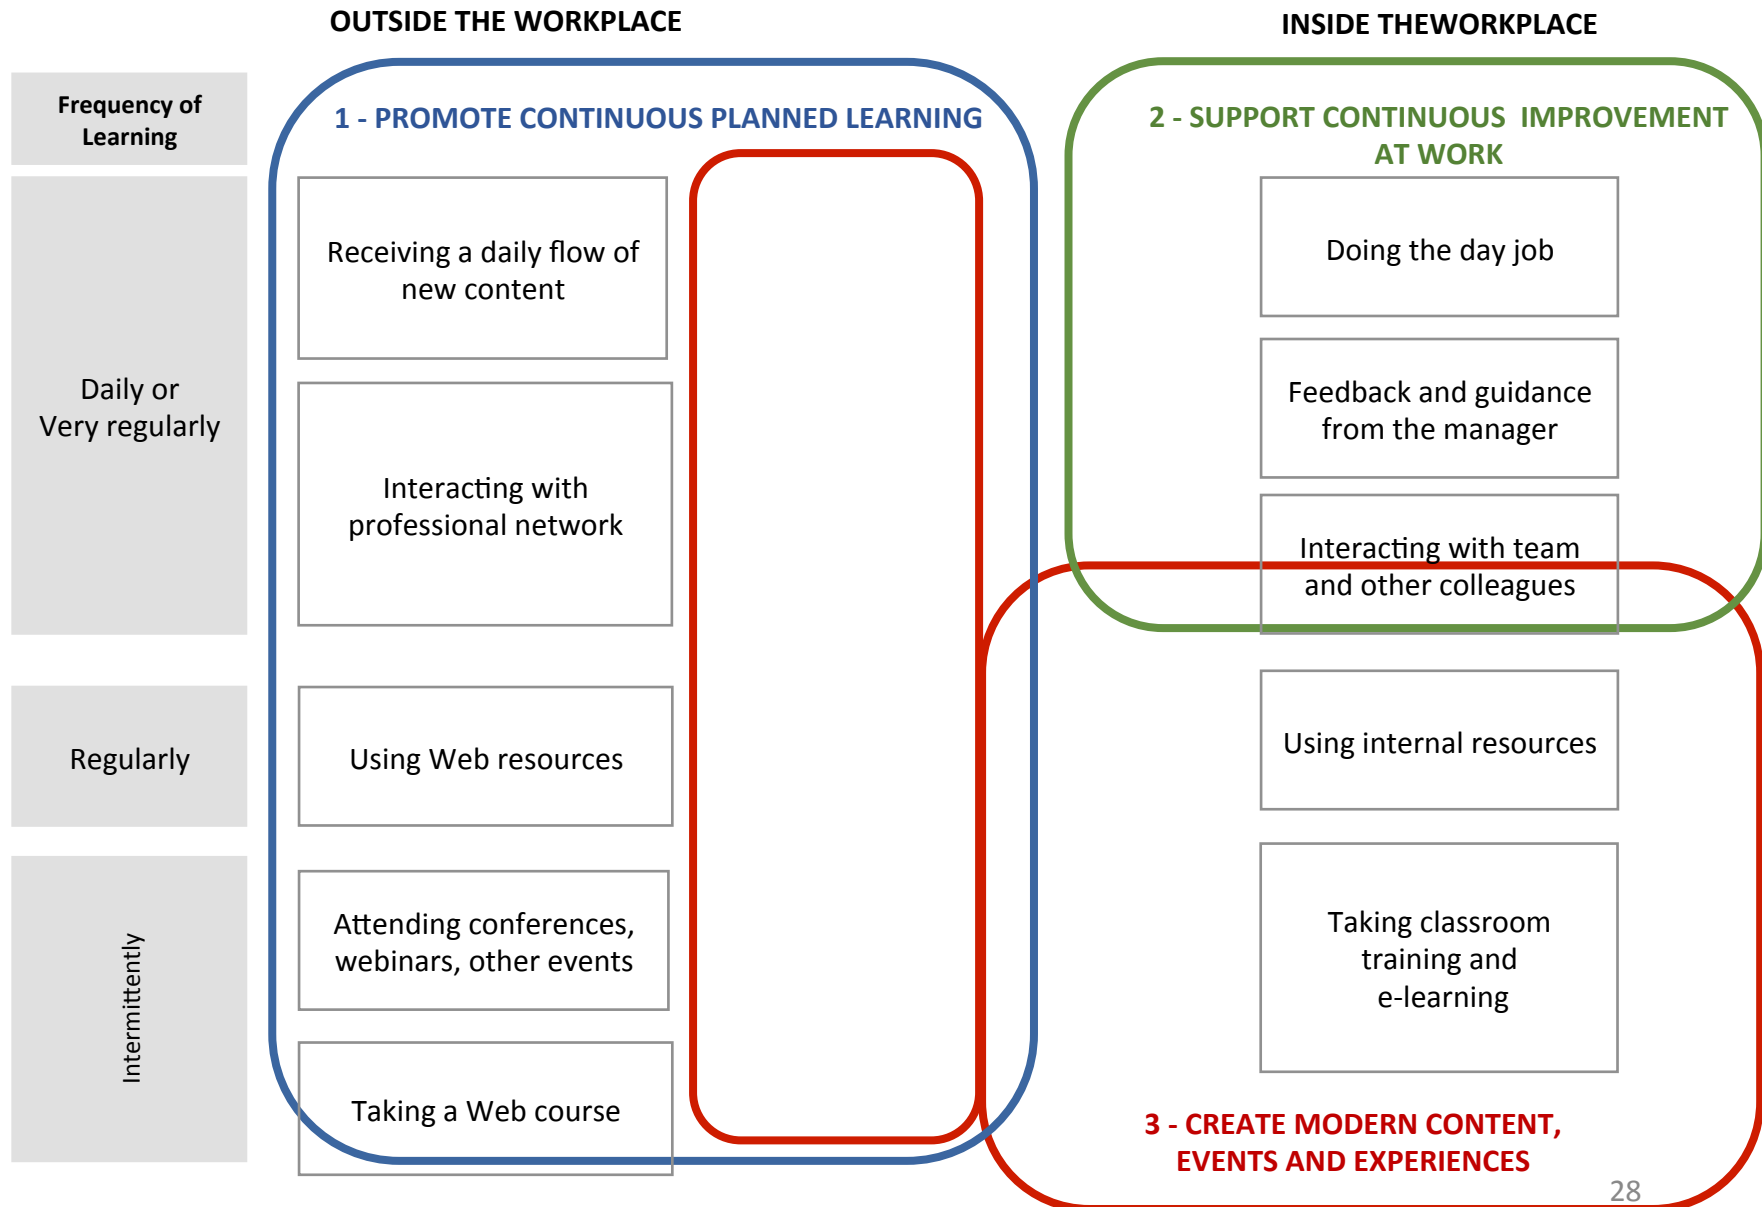 OUTSIDE THE WORKPLACE
INSIDE THEWORKPLACE
Frequency of
Learning
1 - PROMOTE CONTINUOUS PLANNED LEARNING
2 - SUPPORT CONTINUOUS IMPROVEMENT
AT WORK
Daily or
Very regularly
Receiving a daily flow of
new content
Doing the day job
Feedback and guidance
from the manager
Interacting with
professional network
Interacting with team
and other colleagues
Regularly
Using Web resources
Using internal resources
Intermittently
Attending conferences,
webinars, other events
Taking classroom
training and
e-learning
Taking a Web course
3 - CREATE MODERN CONTENT,
EVENTS AND EXPERIENCES
28